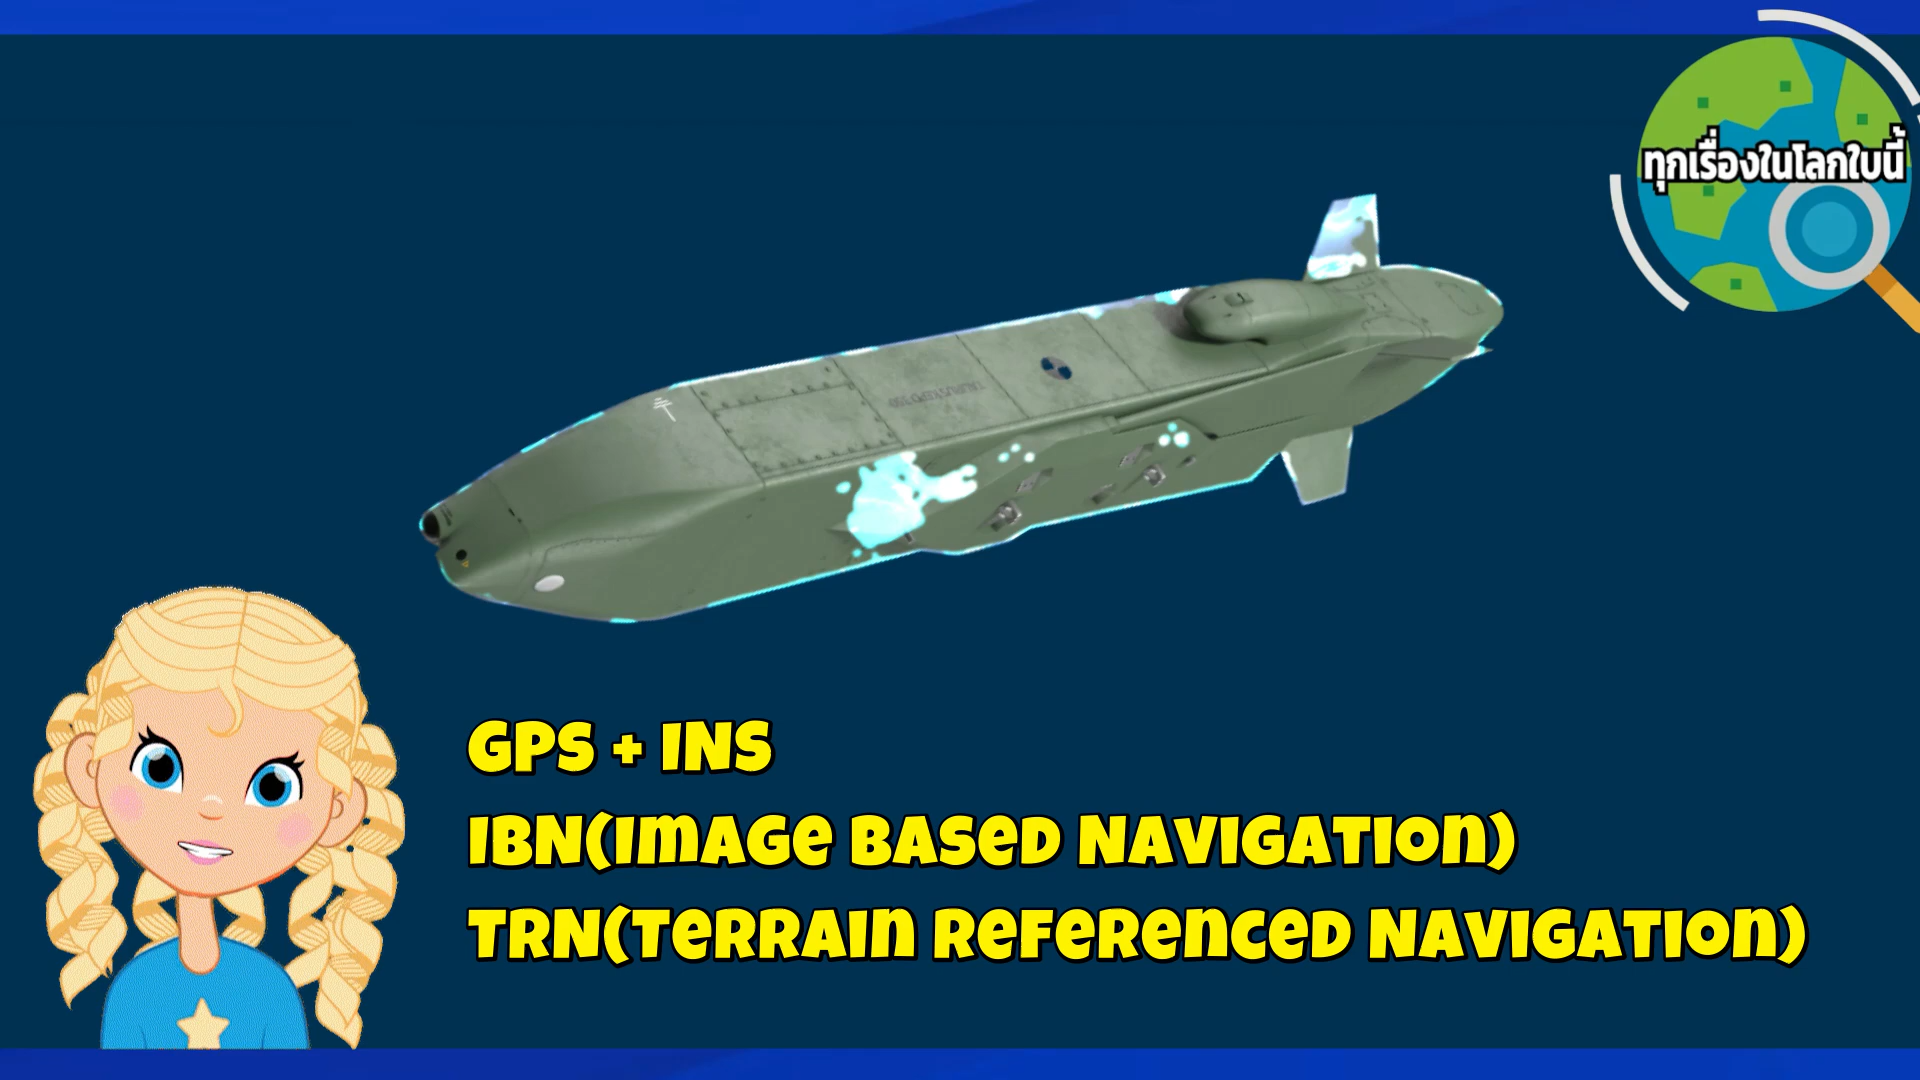 ทุกเรื่องในโลกใบนี้
GPS + INS
IBN(Image Based Navigation)
TRN(Terrain Referenced Navigation)